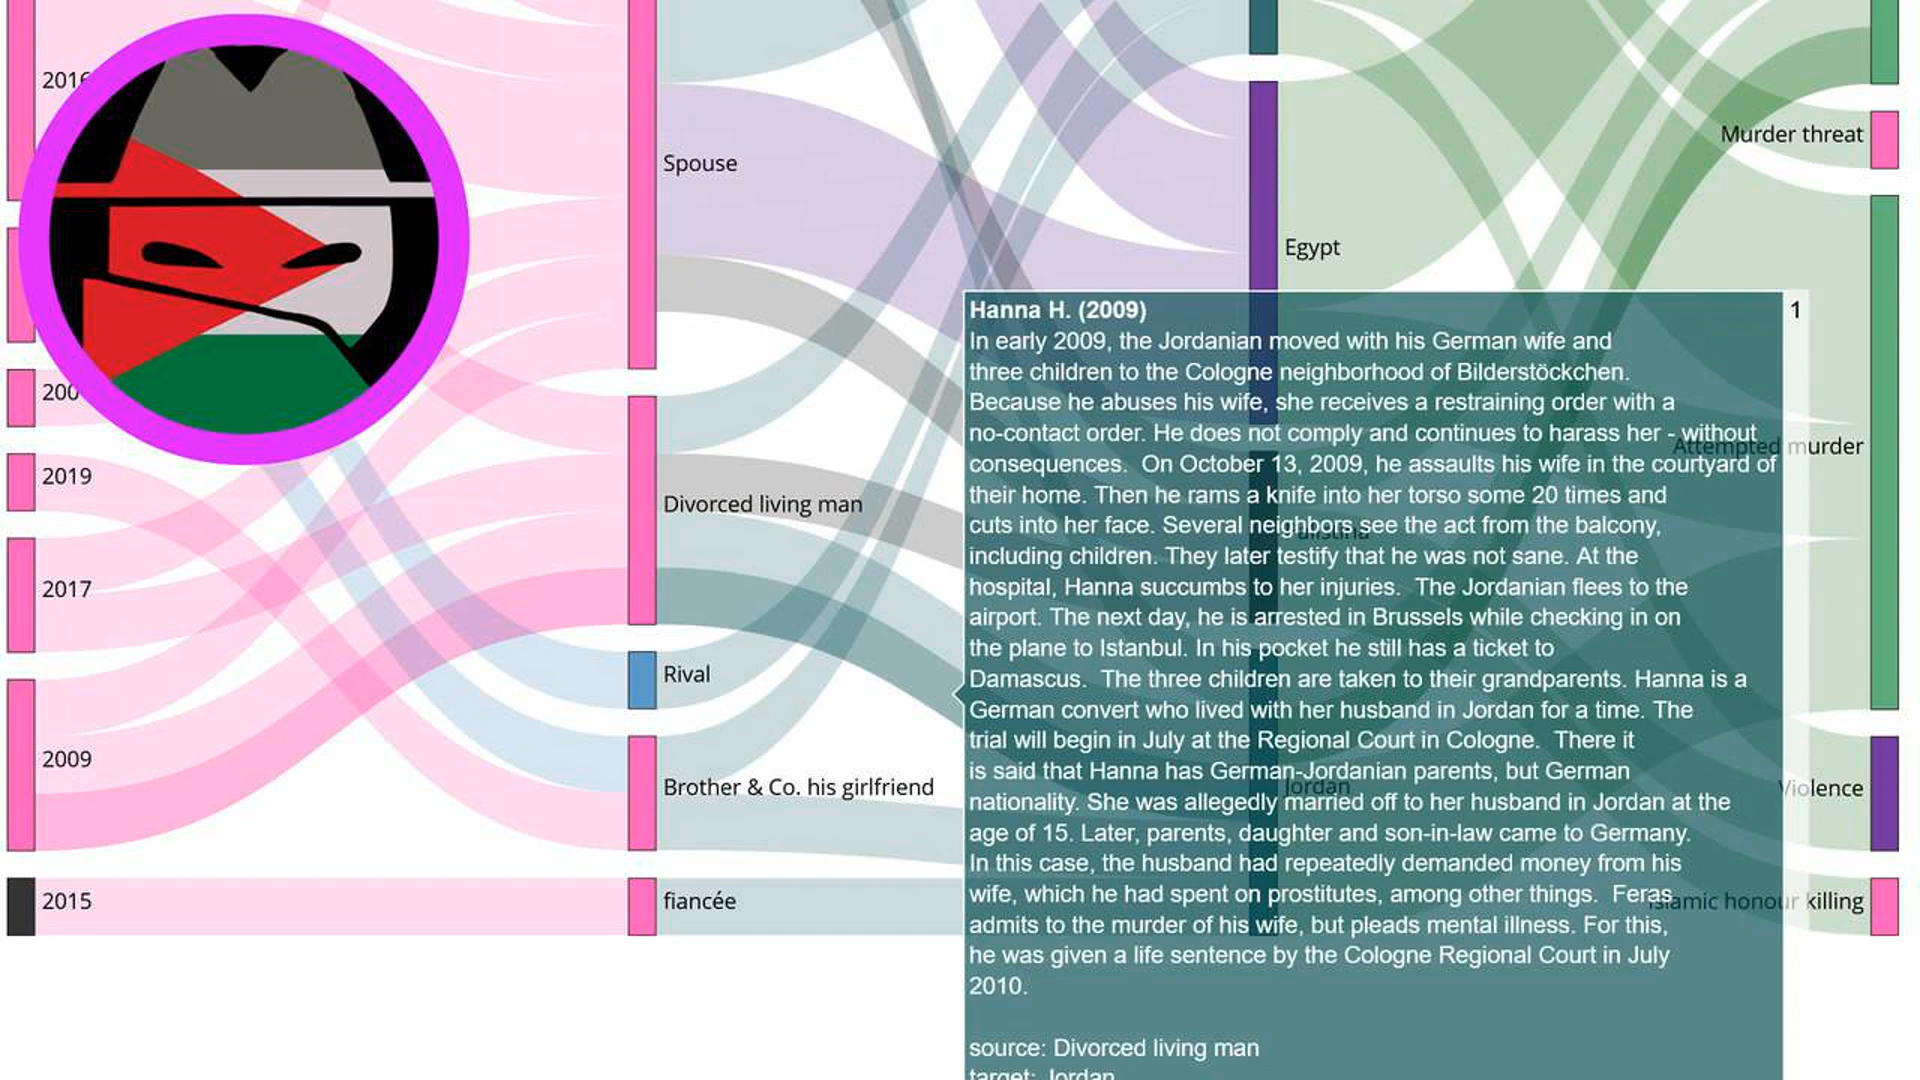 2016
200
2019
2017
2009
2015
Spouse
Divorced living man
Rival
Brother & Co. his girlfriend
fiancée
Egypt
Jordan
Murder threat
Attempted murder
Violence
Islamic honour killing
1
Hanna H. (2009)
In early 2009, the Jordanian moved with his German wife and
three children to the Cologne neighborhood of Bilderstöckchen.
Because he abuses his wife, she receives a restraining order with a
no-contact order. He does not comply and continues to harass her - without
consequences.  On October 13, 2009, he assaults his wife in the courtyard of
their home. Then he rams a knife into her torso some 20 times and
cuts into her face. Several neighbors see the act from the balcony,
including children. They later testify that he was not sane. At the
hospital, Hanna succumbs to her injuries.  The Jordanian flees to the
airport. The next day, he is arrested in Brussels while checking in on
the plane to Istanbul. In his pocket he still has a ticket to
Damascus.  The three children are taken to their grandparents. Hanna is a
German convert who lived with her husband in Jordan for a time. The
trial will begin in July at the Regional Court in Cologne.  There it
is said that Hanna has German-Jordanian parents, but German
nationality. She was allegedly married off to her husband in Jordan at the
age of 15. Later, parents, daughter and son-in-law came to Germany.
In this case, the husband had repeatedly demanded money from his
wife, which he had spent on prostitutes, among other things.  Feras
admits to the murder of his wife, but pleads mental illness. For this,
he was given a life sentence by the Cologne Regional Court in July
2010.
source: Divorced living man
target: Jordan